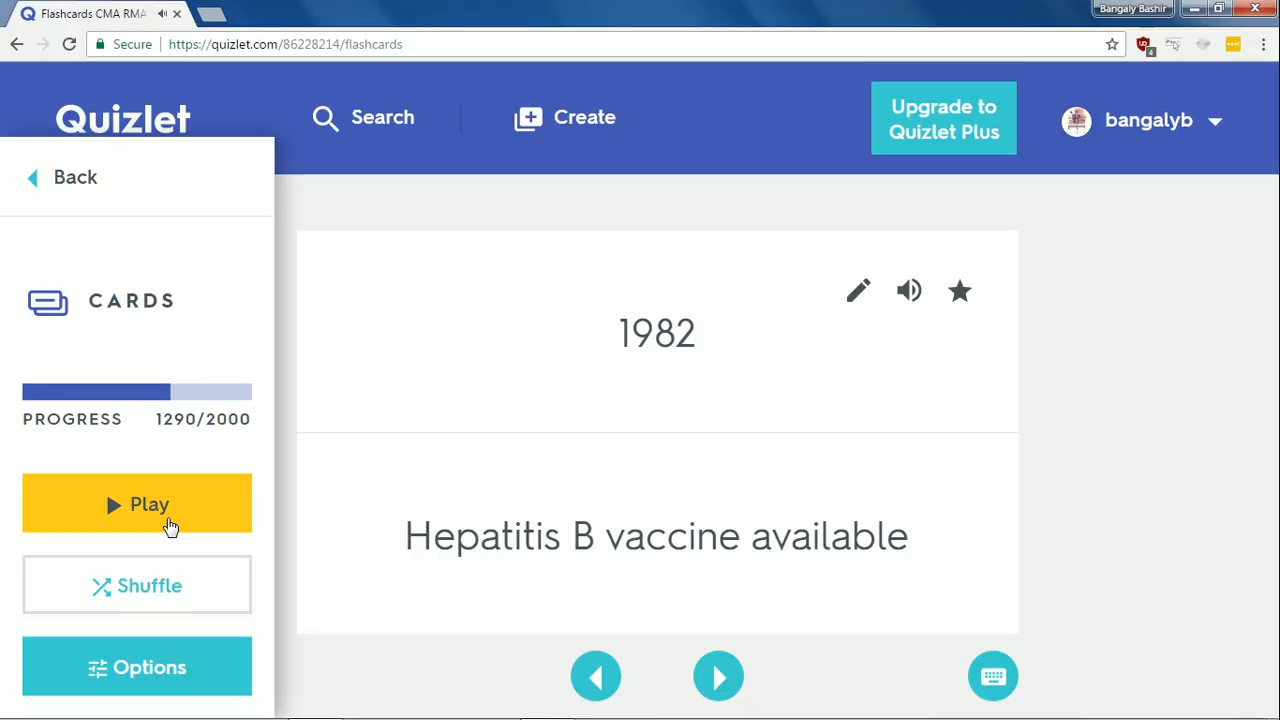 Flashcards CMA RMA
Bangaly Bashir
Secure
https://quizlet.com/86228214/flashcards
4
Quizlet
Search
Create
Upgrade to
Quizlet Plus
bangalyb
Back
CARDS
PROGRESS 1290/2000
Play
Shuffle
Options
1982
Hepatitis B vaccine available